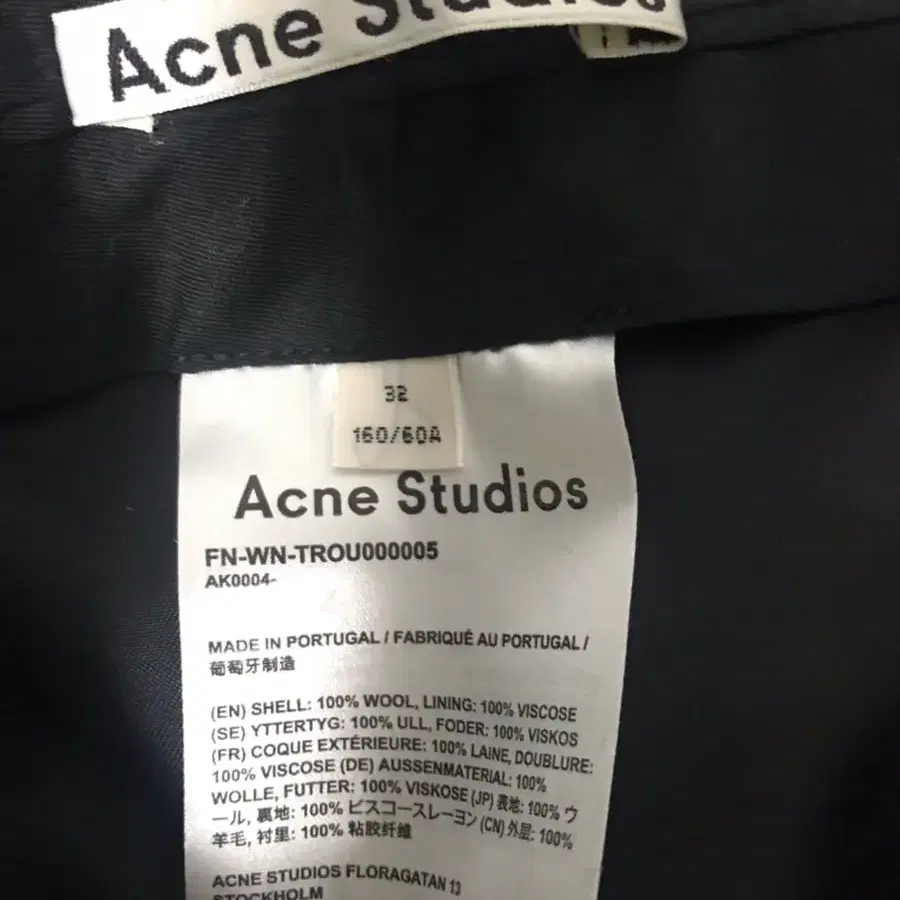 Acne Studios
32
160/60A
Acne Studios
FN-WN-TROU000005
AK0004-
MADE IN PORTUGAL / FABRIQUÉ AU PORTUGAL /
葡萄牙制造
(EN) SHELL: 100% WOOL, LINING: 100% VISCOSE
(SE) YTTERTYG: 100% ULL, FODER: 100% VISKOS
(FR) COQUE EXTÉRIEURE: 100% LAINE, DOUBLURE:
100% VISCOSE (DE) AUSSENMATERIAL: 100%
WOLLE, FUTTER: 100% VISKOSE (JP) 表地: 100% ウ
ール, 裏地: 100% ビスコースレーヨン (CN) 外层: 100%
羊毛, 衬里: 100% 粘胶纤维
ACNE STUDIOS FLORAGATAN 13
STOCKHOLM